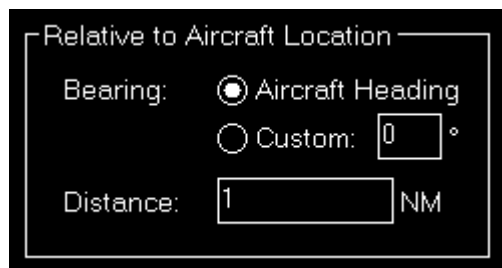 Relative to Aircraft Location
Bearing: Aircraft Heading
Custom: 0 °
Distance: 1 NM